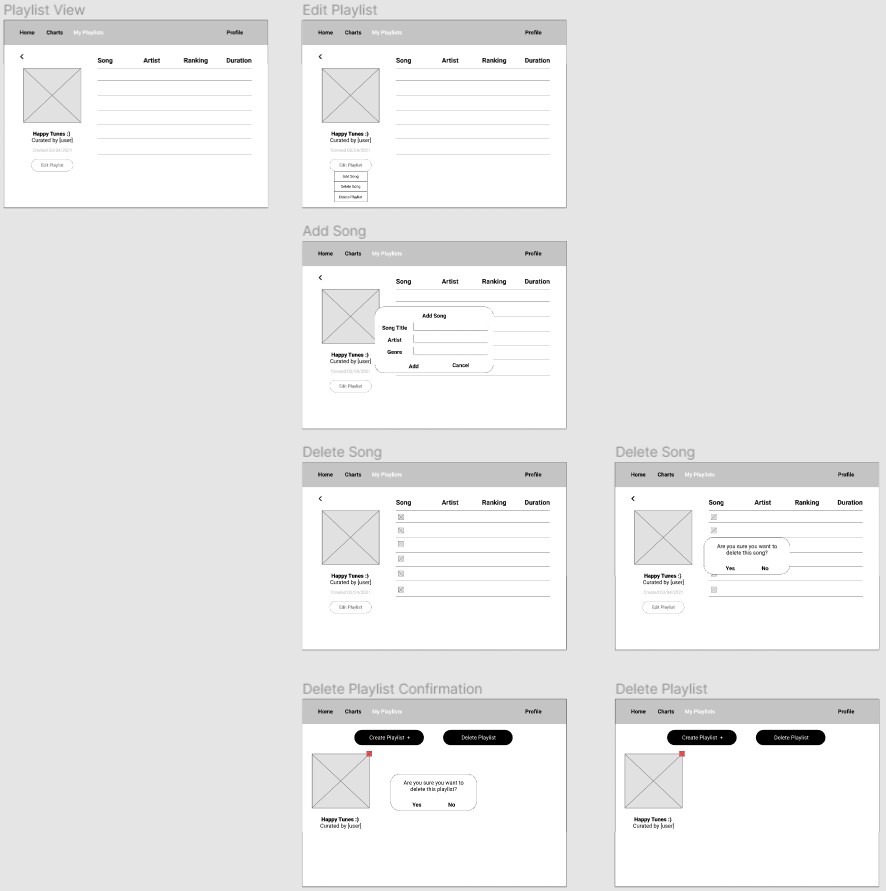 Playlist View
Home Charts My Playlists Profile
<
Song Artist Ranking Duration
Happy Tunes :)
Curated by [user]
Created 03/04/2021
Edit Playlist
Edit Playlist
Home Charts My Playlists Profile
<
Song Artist Ranking Duration
Happy Tunes :)
Curated by [user]
Created 03/04/2021
Edit Playlist
Add Song
Delete Song
Delete Playlist
Add Song
Home Charts My Playlists Profile
<
Song Artist Ranking Duration
Add Song
Song Title
Artist
Genre
Add Cancel
Happy Tunes :)
Curated by [user]
Created 03/04/2021
Edit Playlist
Delete Song
Home Charts My Playlists Profile
<
Song Artist Ranking Duration
Happy Tunes :)
Curated by [user]
Created 03/04/2021
Edit Playlist
Delete Song
Home Charts My Playlists Profile
<
Song Artist Ranking Duration
Are you sure you want to
delete this song?
Yes No
Happy Tunes :)
Curated by [user]
Created 03/04/2021
Edit Playlist
Delete Playlist Confirmation
Home Charts My Playlists Profile
Create Playlist + Delete Playlist
Are you sure you want to
delete this playlist?
Yes No
Happy Tunes :)
Curated by [user]
Delete Playlist
Home Charts My Playlists Profile
Create Playlist + Delete Playlist
Happy Tunes :)
Curated by [user]